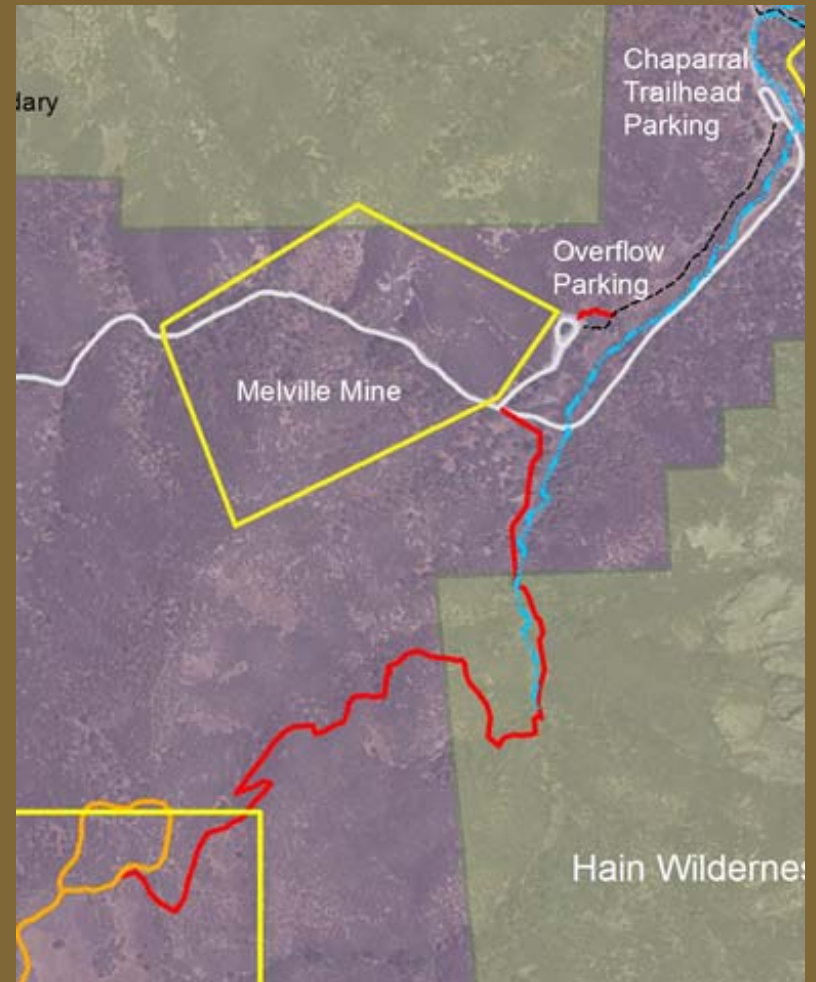 Chaparral
Trailhead
Parking
dary
Overflow
Parking
Melville Mine
Hain Wildernes